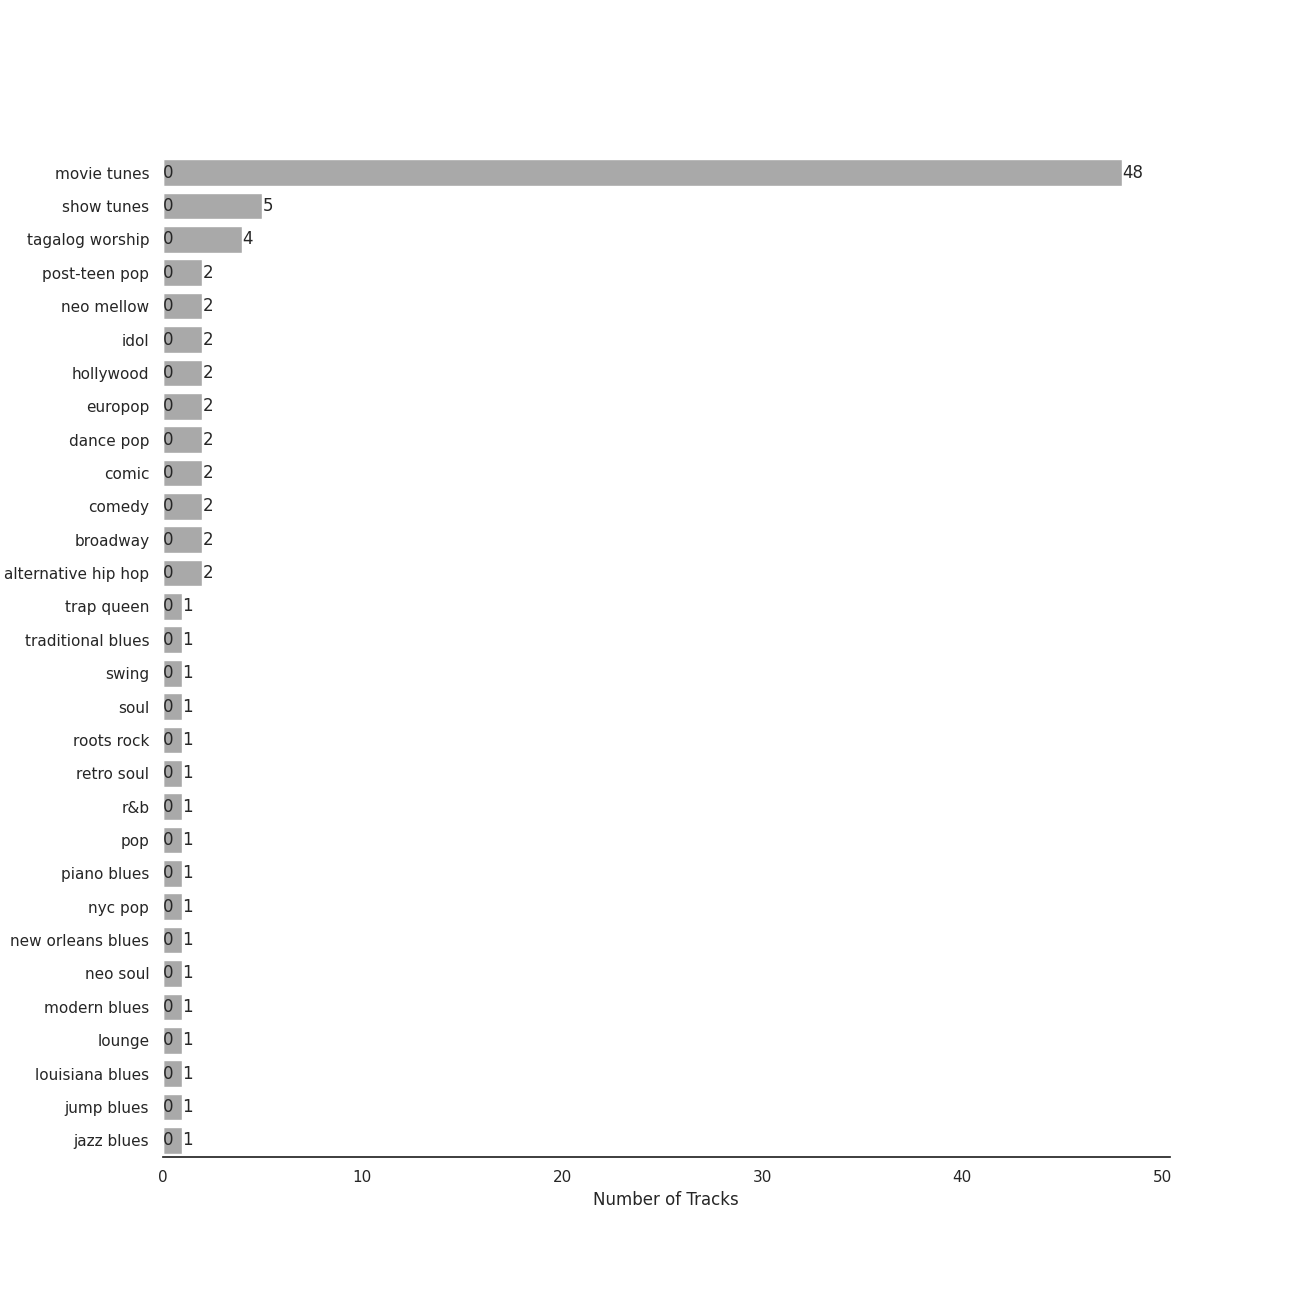 movie tunes 0 48
show tunes 0 5
tagalog worship 0 4
post-teen pop 0 2
neo mellow 0 2
idol 0 2
hollywood 0 2
europop 0 2
dance pop 0 2
comic 0 2
comedy 0 2
broadway 0 2
alternative hip hop 0 2
trap queen 0 1
traditional blues 0 1
swing 0 1
soul 0 1
roots rock 0 1
retro soul 0 1
r&b 0 1
pop 0 1
piano blues 0 1
nyc pop 0 1
new orleans blues 0 1
neo soul 0 1
modern blues 0 1
lounge 0 1
louisiana blues 0 1
jump blues 0 1
jazz blues 0 1
0 10 20 30 40 50
Number of Tracks